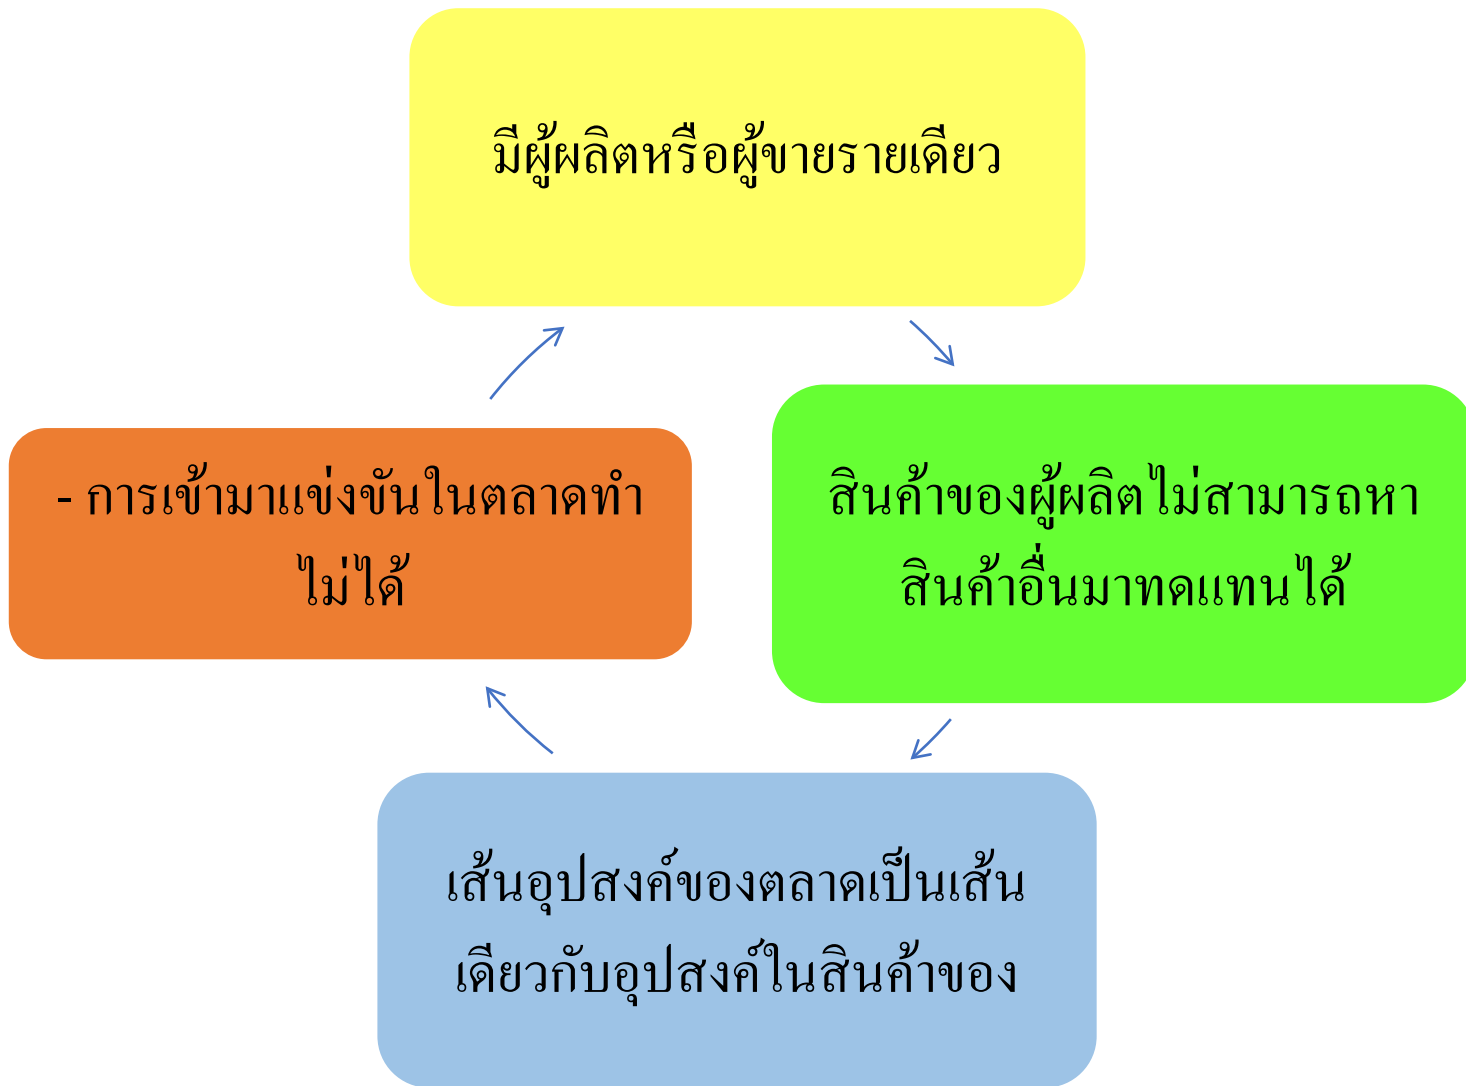 มีผู้ผลิตหรือผู้ขายรายเดียว
สินค้าของผู้ผลิตไม่สามารถหา
สินค้าอื่นมาทดแทนได้
เส้นอุปสงค์ของตลาดเป็นเส้น
เดียวกับอุปสงค์ในสินค้าของ
- การเข้ามาแข่งขันในตลาดทำ
ไม่ได้